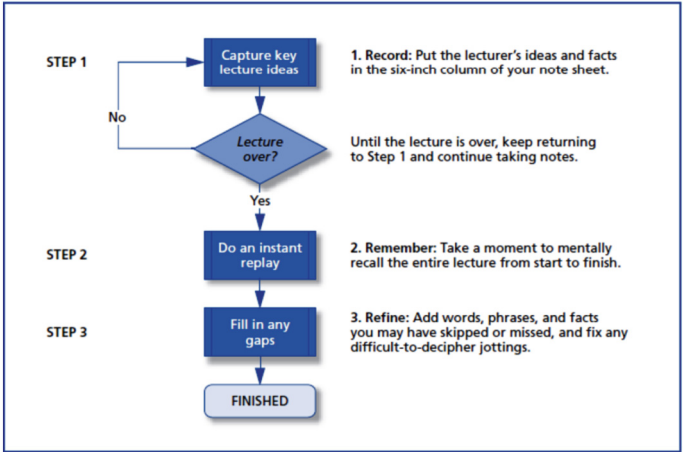 STEP 1
Capture key
lecture ideas
1. Record: Put the lecturer's ideas and facts
in the six-inch column of your note sheet.
No
Lecture
over?
Until the lecture is over, keep returning
to Step 1 and continue taking notes.
Yes
STEP 2
Do an instant
replay
2. Remember: Take a moment to mentally
recall the entire lecture from start to finish.
STEP 3
Fill in any
gaps
3. Refine: Add words, phrases, and facts
you may have skipped or missed, and fix any
difficult-to-decipher jottings.
FINISHED